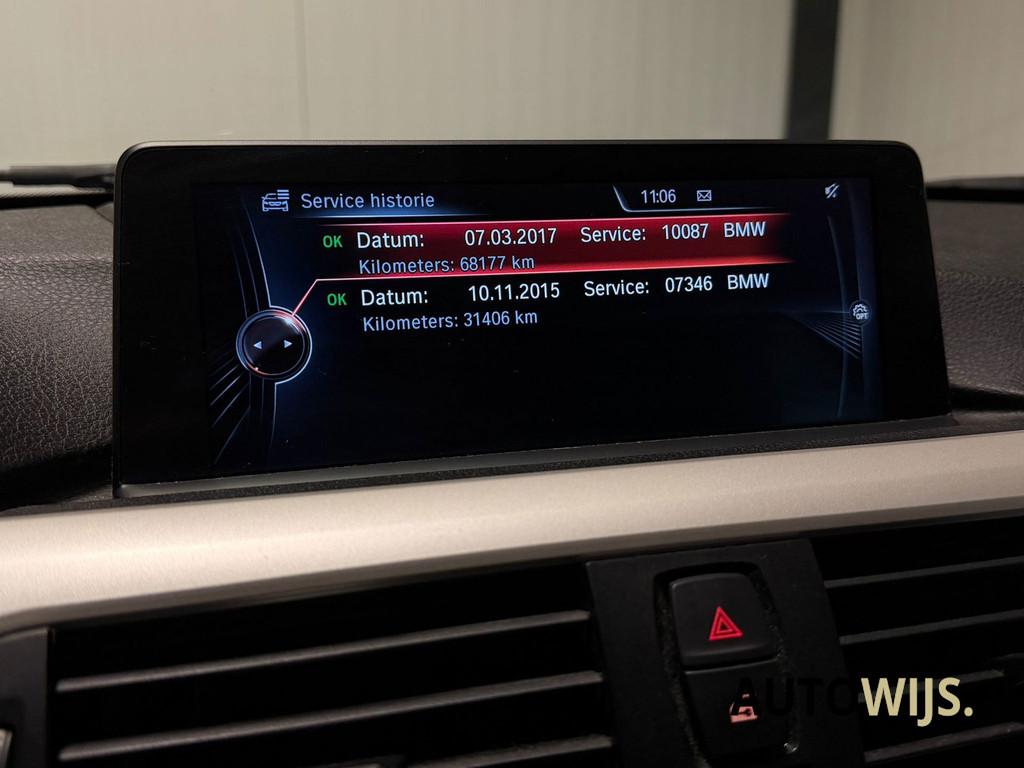 Service historie 11:06
OK Datum: 07.03.2017 Service: 10087 BMW
Kilometers: 68177 km
OK Datum: 10.11.2015 Service: 07346 BMW
Kilometers: 31406 km
OPT
AUTOWIJS.